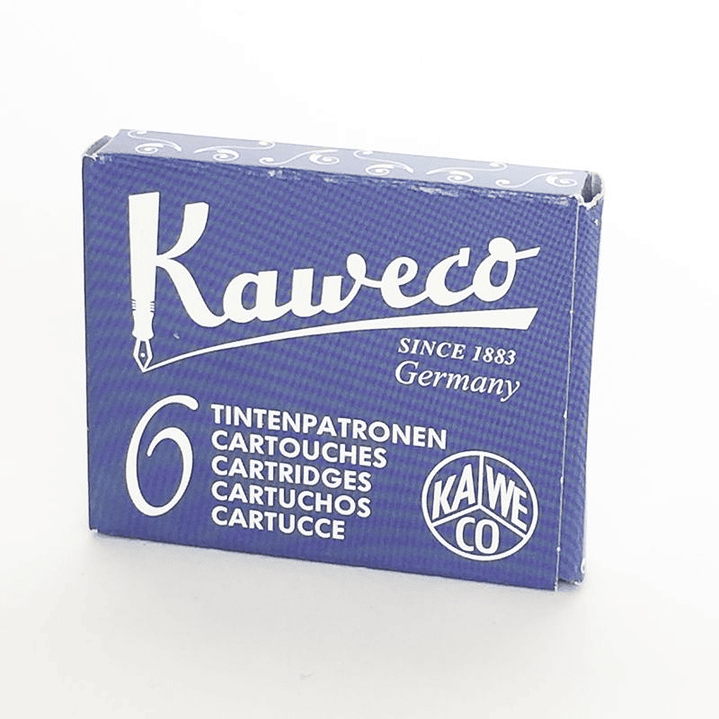 Kaweco
SINCE 1883
Germany
6
TINTENPATRONEN
CARTOUCHES
CARTRIDGES
CARTUCHOS
CARTUCCE
KA WE
CO